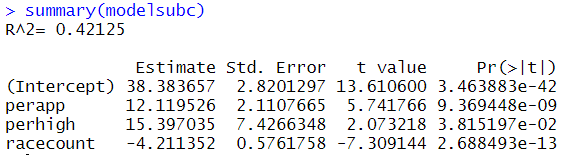 > summary(modelsubc)
R^2= 0.42125
Estimate Std. Error t value Pr(>|t|)
(Intercept) 38.383657 2.8201297 13.610600 3.463883e-42
perapp 12.119526 2.1107665 5.741766 9.369448e-09
perhigh 15.397035 7.4266348 2.073218 3.815197e-02
racecount -4.211352 0.5761758 -7.309144 2.688493e-13